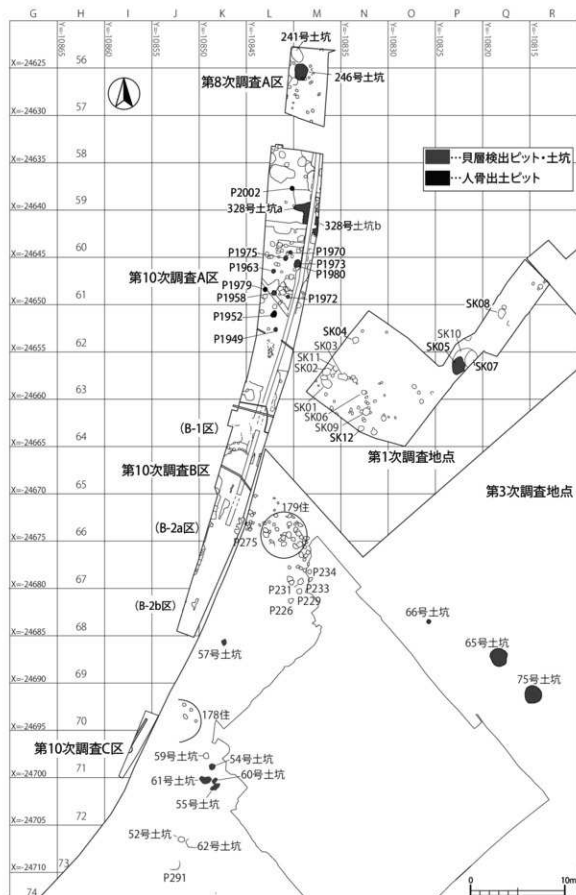 G H I J K L M N O P Q R
Y=-10865
Y=-10860
Y=-10855
Y=-10850
Y=-10845
Y=-10835
Y=-10830
Y=-10825
Y=-10820
Y=-10815
241号土坑
X=-24625
56
第8次調査A区
246号土坑
57
X=-24630
…貝層検出ピット・土坑
…人骨出土ピット
58
X=-24635
P2002
59
X=-24640
328号土坑a
328号土坑b
60
X=-24645
P1975
P1970
P1973
P1963
P1980
第10次調査A区
P1979
P1958
P1972
61
X=-24650
P1952
P1949
SK08
SK04
SK10
62
X=-24655
SK03
SK05
SK11
SK07
SK02
63
X=-24660
SK01
SK06
SK09
(B-1区)
SK12
64
X=-24665
第1次調査地点
第10次調査B区
第3次調査地点
65
X=-24670
179住
(B-2a区)
66
P275
X=-24675
P234
67
P231
P233
X=-24680
P229
P226
(B-2b区)
66号土坑
68
65号土坑
X=-24685
57号土坑
75号土坑
69
X=-24690
178住
70
X=-24695
第10次調査C区
59号土坑
54号土坑
71
X=-24700
61号土坑
60号土坑
55号土坑
72
X=-24705
52号土坑
62号土坑
73
X=-24710
P291
74
0 10m